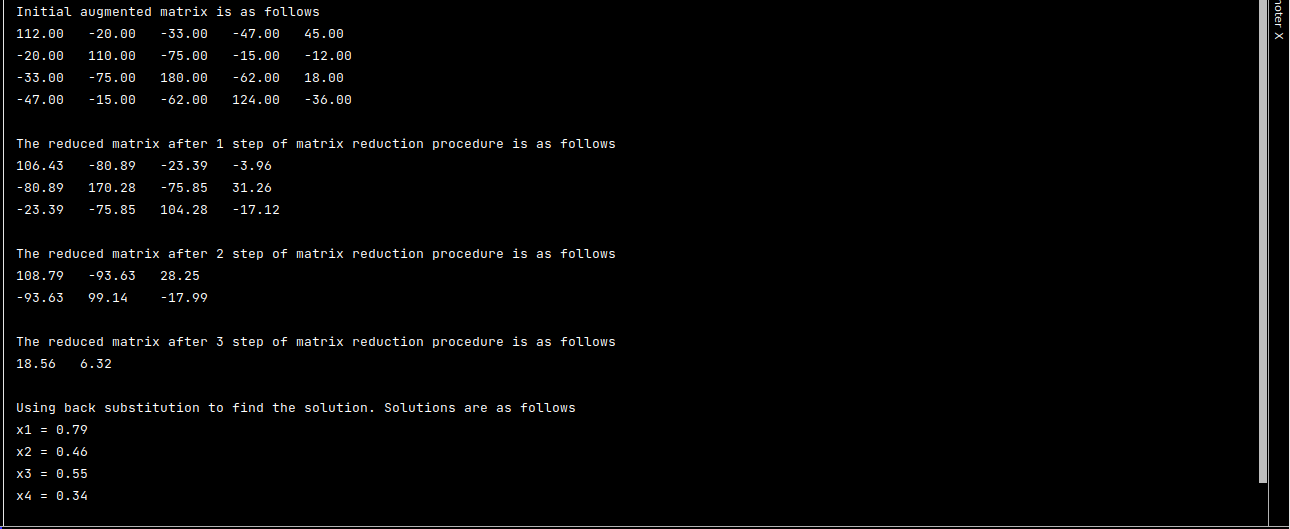 Initial augmented matrix is as follows
112.00   -20.00   -33.00   -47.00   45.00
-20.00   110.00   -75.00   -15.00   -12.00
-33.00   -75.00   180.00   -62.00   18.00
-47.00   -15.00   -62.00   124.00   -36.00
The reduced matrix after 1 step of matrix reduction procedure is as follows
106.43   -80.89   -23.39   -3.96
-80.89   170.28   -75.85   31.26
-23.39   -75.85   104.28   -17.12
The reduced matrix after 2 step of matrix reduction procedure is as follows
108.79   -93.63   28.25
-93.63   99.14    -17.99
The reduced matrix after 3 step of matrix reduction procedure is as follows
18.56   6.32
Using back substitution to find the solution. Solutions are as follows
x1 = 0.79
x2 = 0.46
x3 = 0.55
x4 = 0.34
X